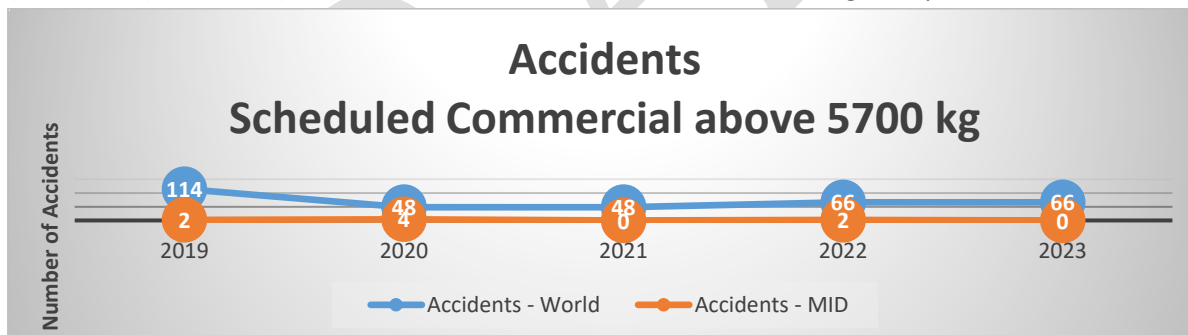 Accidents
Scheduled Commercial above 5700 kg
Number of Accidents
114 48 48 66 66
2 4 0 2 0
2019 2020 2021 2022 2023
Accidents - World Accidents - MID